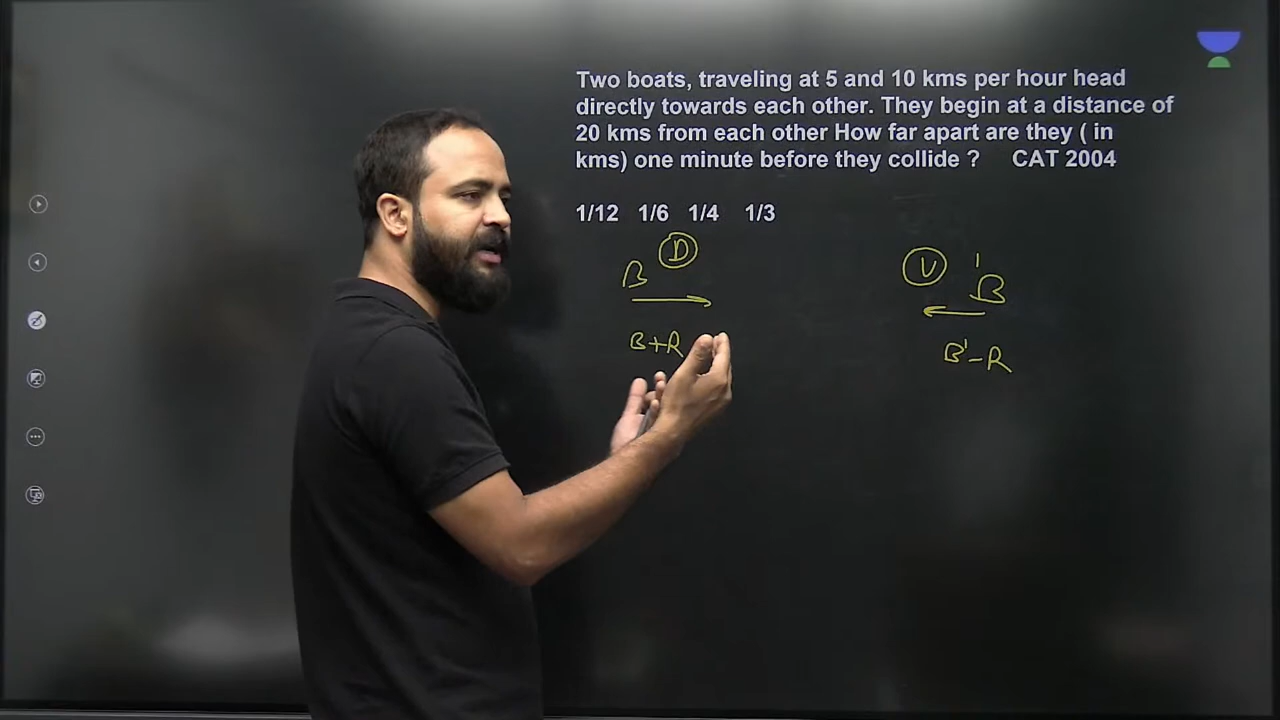 Two boats, traveling at 5 and 10 kms per hour head
directly towards each other. They begin at a distance of
20 kms from each other How far apart are they ( in
kms) one minute before they collide ? CAT 2004
1/12 1/6 1/4 1/3
B D U B'
B+R B'-R